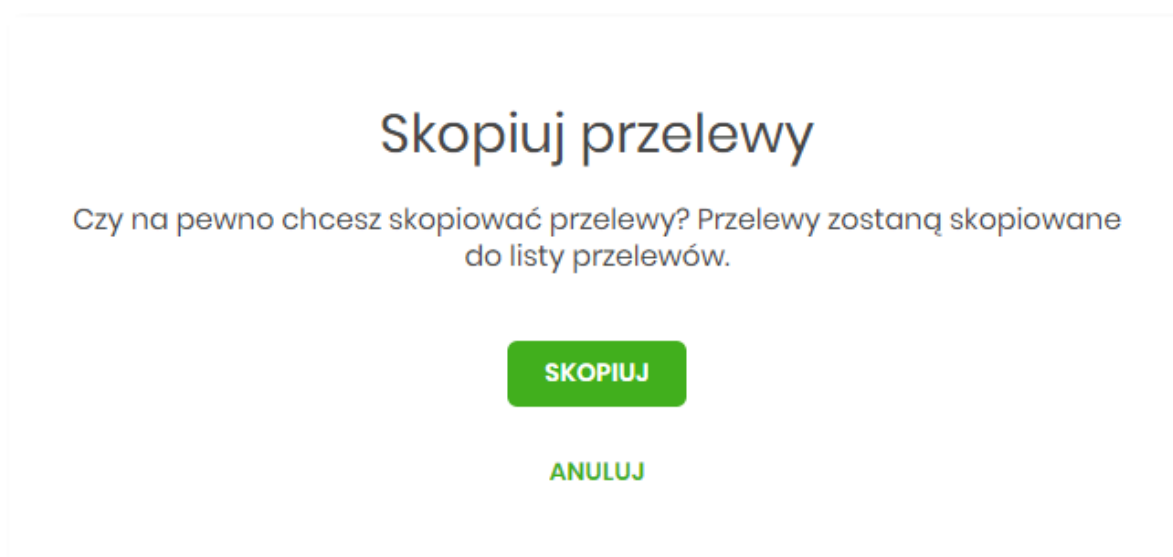 Skopiuj przelewy
Czy na pewno chcesz skopiować przelewy? Przelewy zostaną skopiowane
do listy przelewów.
SKOPIUJ
ANULUJ